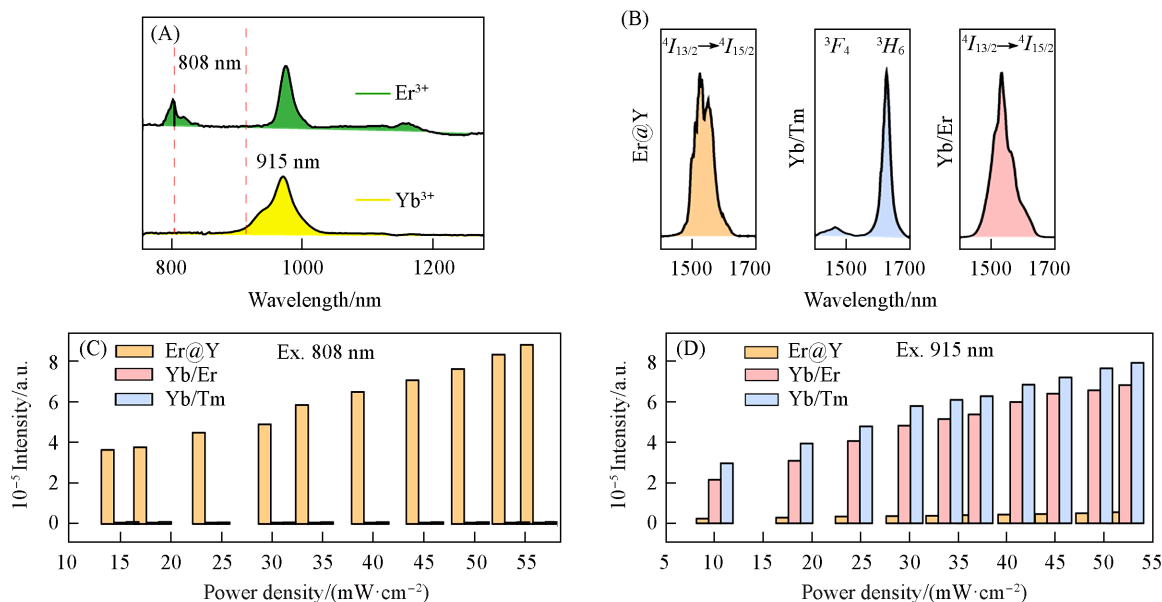 (A)
808 nm
Er³⁺
915 nm
Yb³⁺
800 1000 1200
Wavelength/nm
(B)
Er@Y
⁴I₁₃/₂→⁴I₁₅/₂
1500 1700
Yb/Tm
³F₄ ³H₆
1500 1700
Yb/Er
⁴I₁₃/₂→⁴I₁₅/₂
1500 1700
Wavelength/nm
(C)
Er@Y
Yb/Er
Yb/Tm
Ex. 808 nm
10⁻⁵ Intensity/a.u.
8
6
4
2
0
10 15 20 25 30 35 40 45 50 55
Power density/(mW·cm⁻²)
(D)
Er@Y
Yb/Er
Yb/Tm
Ex. 915 nm
10⁻⁵ Intensity/a.u.
8
6
4
2
0
5 10 15 20 25 30 35 40 45 50 55
Power density/(mW·cm⁻²)